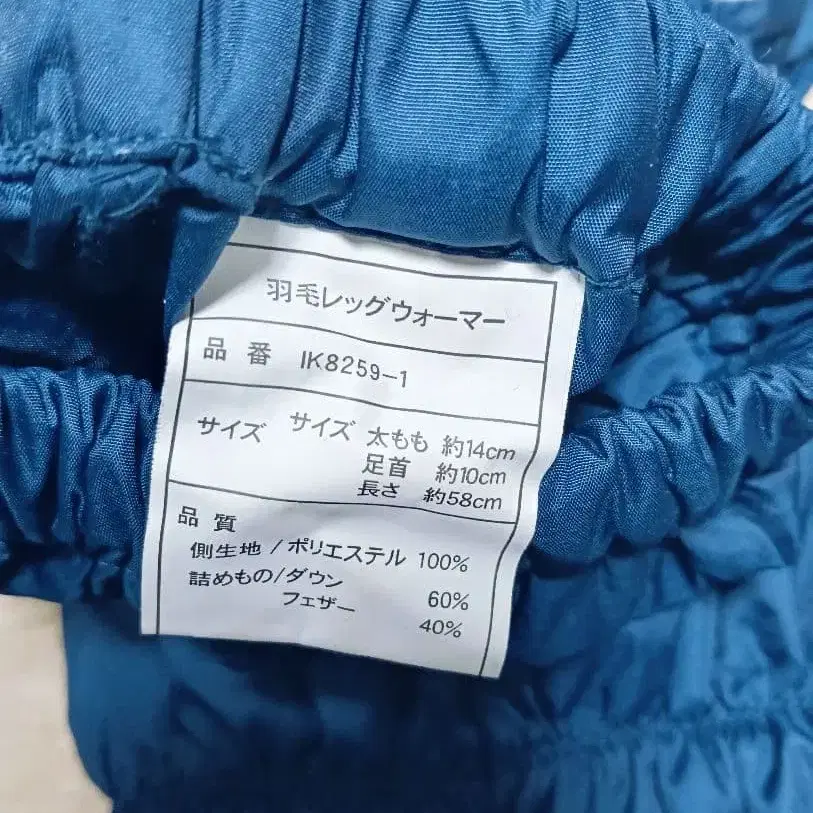 羽毛レッグウォーマー
品番 IK8259-1
サイズ サイズ 太もも 約14cm
足首 約10cm
長さ 約58cm
品質
側生地/ポリエステル 100%
詰めもの/ダウン 60%
フェザー 40%